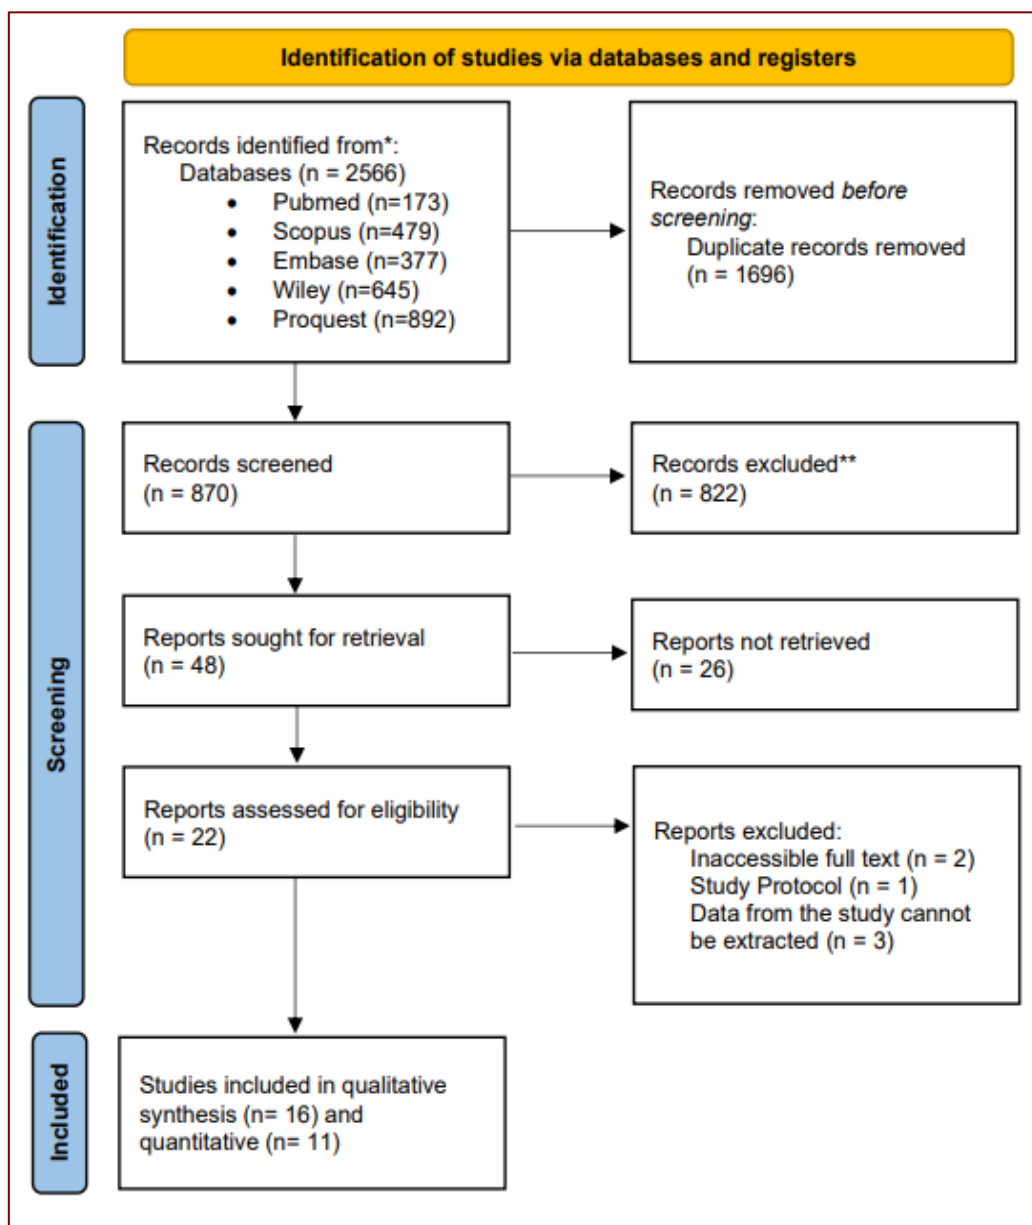 Identification of studies via databases and registers
Identification
Records identified from*:
Databases (n = 2566)
• Pubmed (n=173)
• Scopus (n=479)
• Embase (n=377)
• Wiley (n=645)
• Proquest (n=892)
Records removed before
screening:
Duplicate records removed
(n = 1696)
Screening
Records screened
(n = 870)
Records excluded**
(n = 822)
Reports sought for retrieval
(n = 48)
Reports not retrieved
(n = 26)
Reports assessed for eligibility
(n = 22)
Reports excluded:
Inaccessible full text (n = 2)
Study Protocol (n = 1)
Data from the study cannot
be extracted (n = 3)
Included
Studies included in qualitative
synthesis (n= 16) and
quantitative (n= 11)